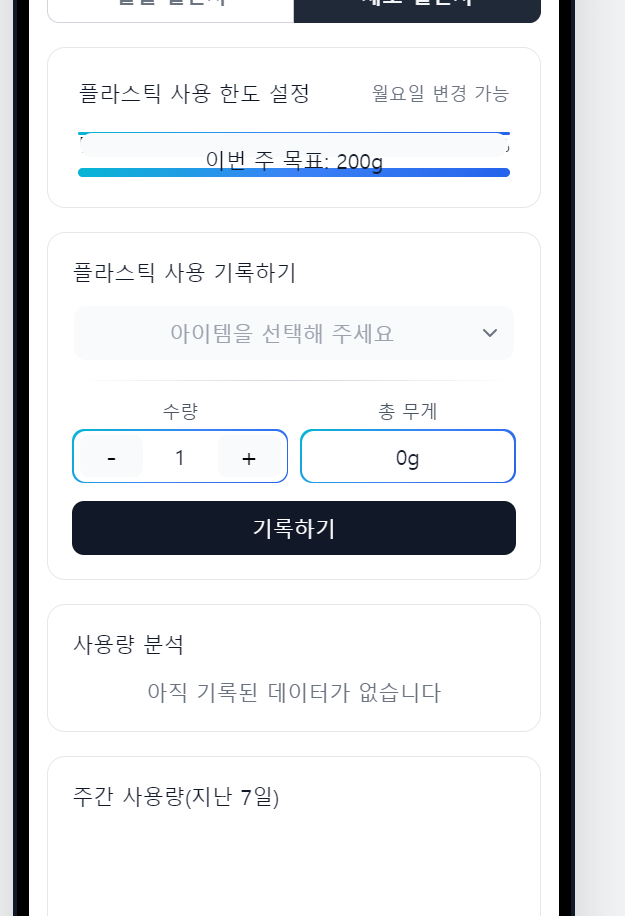 플라스틱 사용 한도 설정
월요일 변경 가능
이번 주 목표: 200g
플라스틱 사용 기록하기
아이템을 선택해 주세요
수량
총 무게
- 1 +
0g
기록하기
사용량 분석
아직 기록된 데이터가 없습니다
주간 사용량(지난 7일)